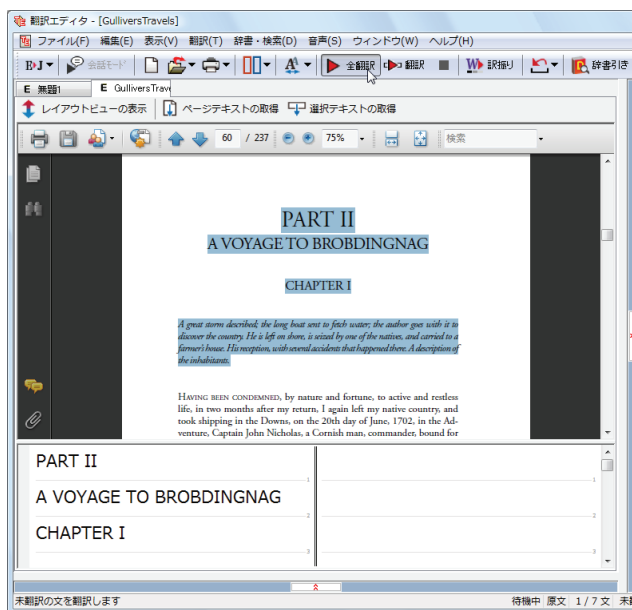 翻訳エディタ - [GulliversTravels]
ファイル(F) 編集(E) 表示(V) 翻訳(T) 辞書・検索(D) 音声(S) ウィンドウ(W) ヘルプ(H)
E›J 会話モード 全翻訳 翻訳 訳振り 辞書引き
E 無題1 E GulliversTrave
レイアウトビューの表示 ページテキストの取得 選択テキストの取得
60 / 237 75% 検索
PART II
A VOYAGE TO BROBDINGNAG
CHAPTER I
A great storm described; the long boat sent to fetch water; the author goes with it to
discover the country. He is left on shore, is seized by one of the natives, and carried to a
farmer's house. His reception, with several accidents that happened there. A description of
the inhabitants.
HAVING BEEN CONDEMNED, by nature and fortune, to active and restless
life, in two months after my return, I again left my native country, and
took shipping in the Downs, on the 20th day of June, 1702, in the Ad-
venture, Captain John Nicholas, a Cornish man, commander, bound for
PART II
1 1
A VOYAGE TO BROBDINGNAG
2 2
CHAPTER I
3 3
未翻訳の文を翻訳します 待機中 原文 1 / 7 文 未